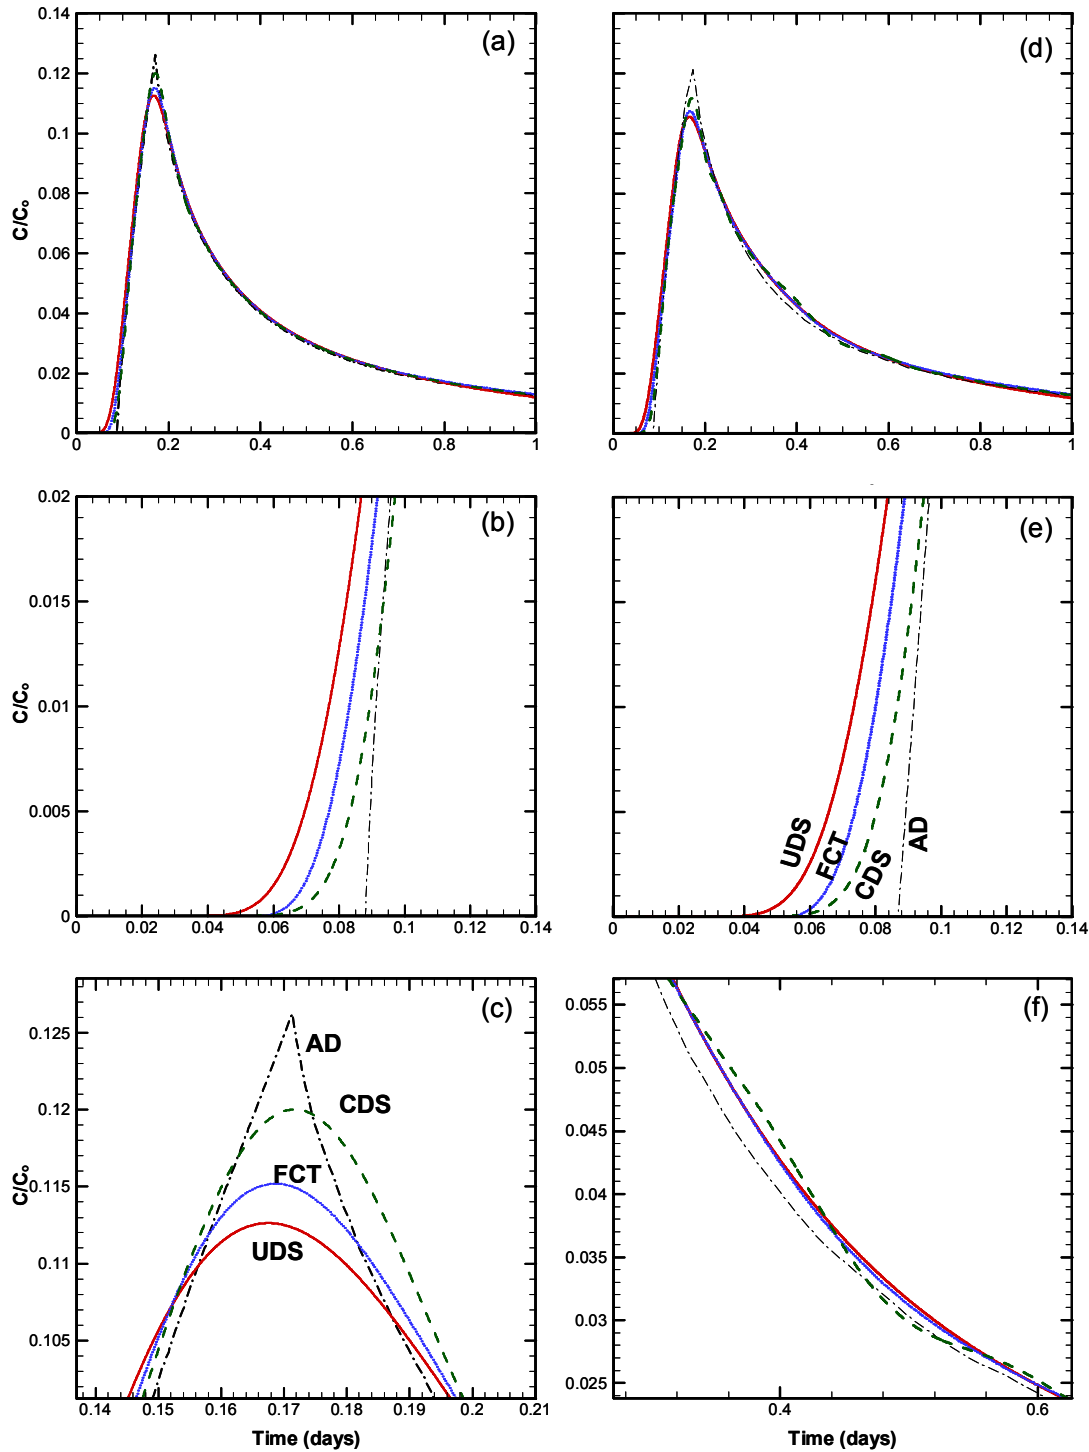 (a)
C/Co
0.14
0.12
0.1
0.08
0.06
0.04
0.02
0
0 0.2 0.4 0.6 0.8 1
(d)
0 0.2 0.4 0.6 0.8 1
(b)
C/Co
0.02
0.015
0.01
0.005
0
0 0.02 0.04 0.06 0.08 0.1 0.12 0.14
(e)
UDS
FCT
CDS
AD
0 0.02 0.04 0.06 0.08 0.1 0.12 0.14
(c)
C/Co
0.125
0.12
0.115
0.11
0.105
AD
CDS
FCT
UDS
0.14 0.15 0.16 0.17 0.18 0.19 0.2 0.21
Time (days)
(f)
0.055
0.05
0.045
0.04
0.035
0.03
0.025
0.4 0.6
Time (days)